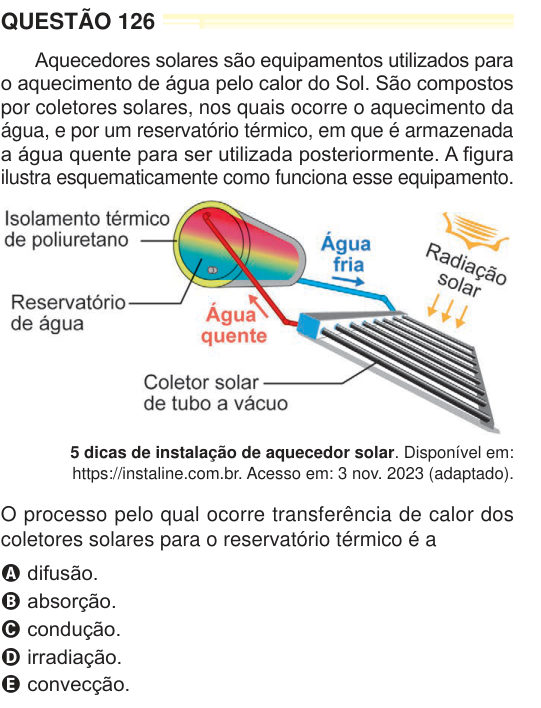 QUESTÃO 126
Aquecedores solares são equipamentos utilizados para
o aquecimento de água pelo calor do Sol. São compostos
por coletores solares, nos quais ocorre o aquecimento da
água, e por um reservatório térmico, em que é armazenada
a água quente para ser utilizada posteriormente. A figura
ilustra esquematicamente como funciona esse equipamento.
Isolamento térmico
de poliuretano
Água
fria
Radiação
solar
Reservatório
de água
Água
quente
Coletor solar
de tubo a vácuo
5 dicas de instalação de aquecedor solar. Disponível em:
https://instaline.com.br. Acesso em: 3 nov. 2023 (adaptado).
O processo pelo qual ocorre transferência de calor dos
coletores solares para o reservatório térmico é a
A difusão.
B absorção.
C condução.
D irradiação.
E convecção.